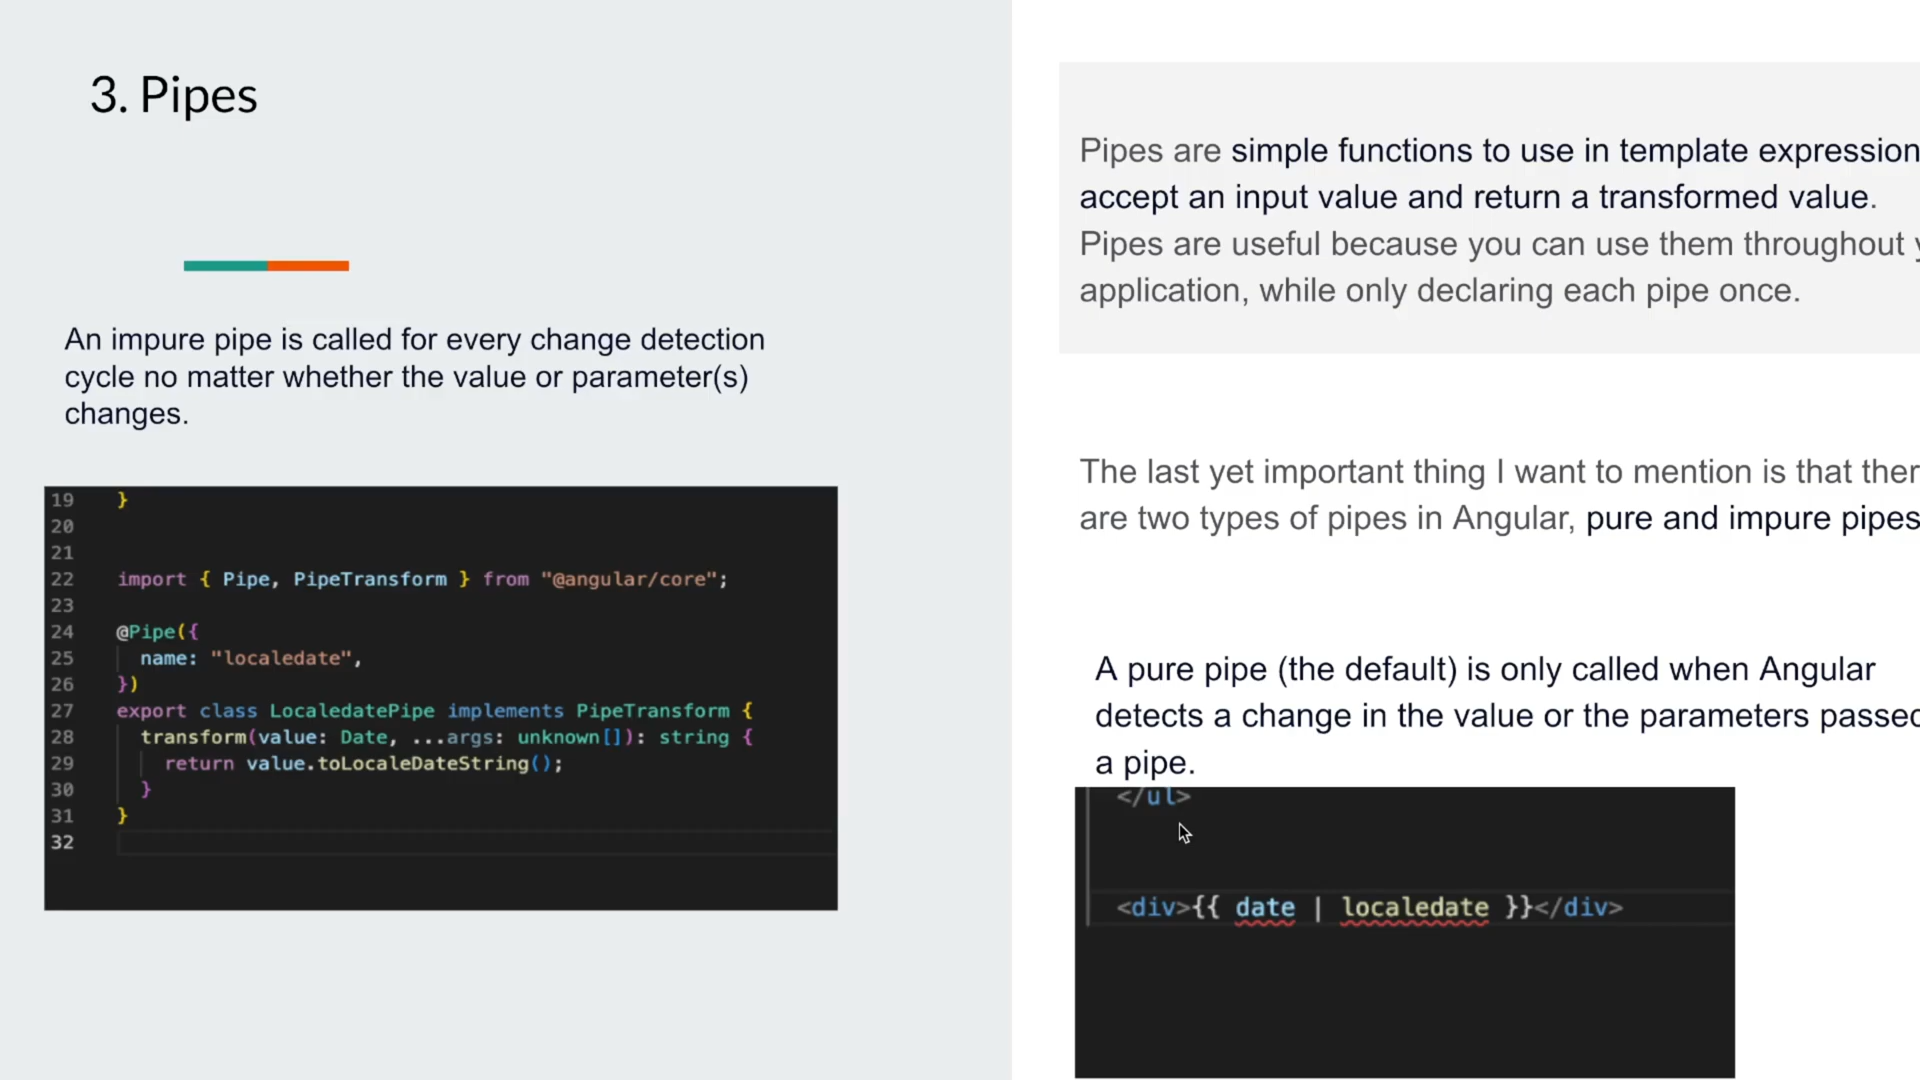 3. Pipes
An impure pipe is called for every change detection
cycle no matter whether the value or parameter(s)
changes.
19 }
20
21
22 import { Pipe, PipeTransform } from "@angular/core";
23
24 @Pipe({
25 name: "localedate",
26 })
27 export class LocaledatePipe implements PipeTransform {
28 transform(value: Date, ...args: unknown[]): string {
29 return value.toLocaleDateString();
30 }
31 }
32
Pipes are simple functions to use in template expression
accept an input value and return a transformed value.
Pipes are useful because you can use them throughout
application, while only declaring each pipe once.
The last yet important thing I want to mention is that ther
are two types of pipes in Angular, pure and impure pipes
A pure pipe (the default) is only called when Angular
detects a change in the value or the parameters passed
a pipe.
</ul>
<div>{{ date | localedate }}</div>